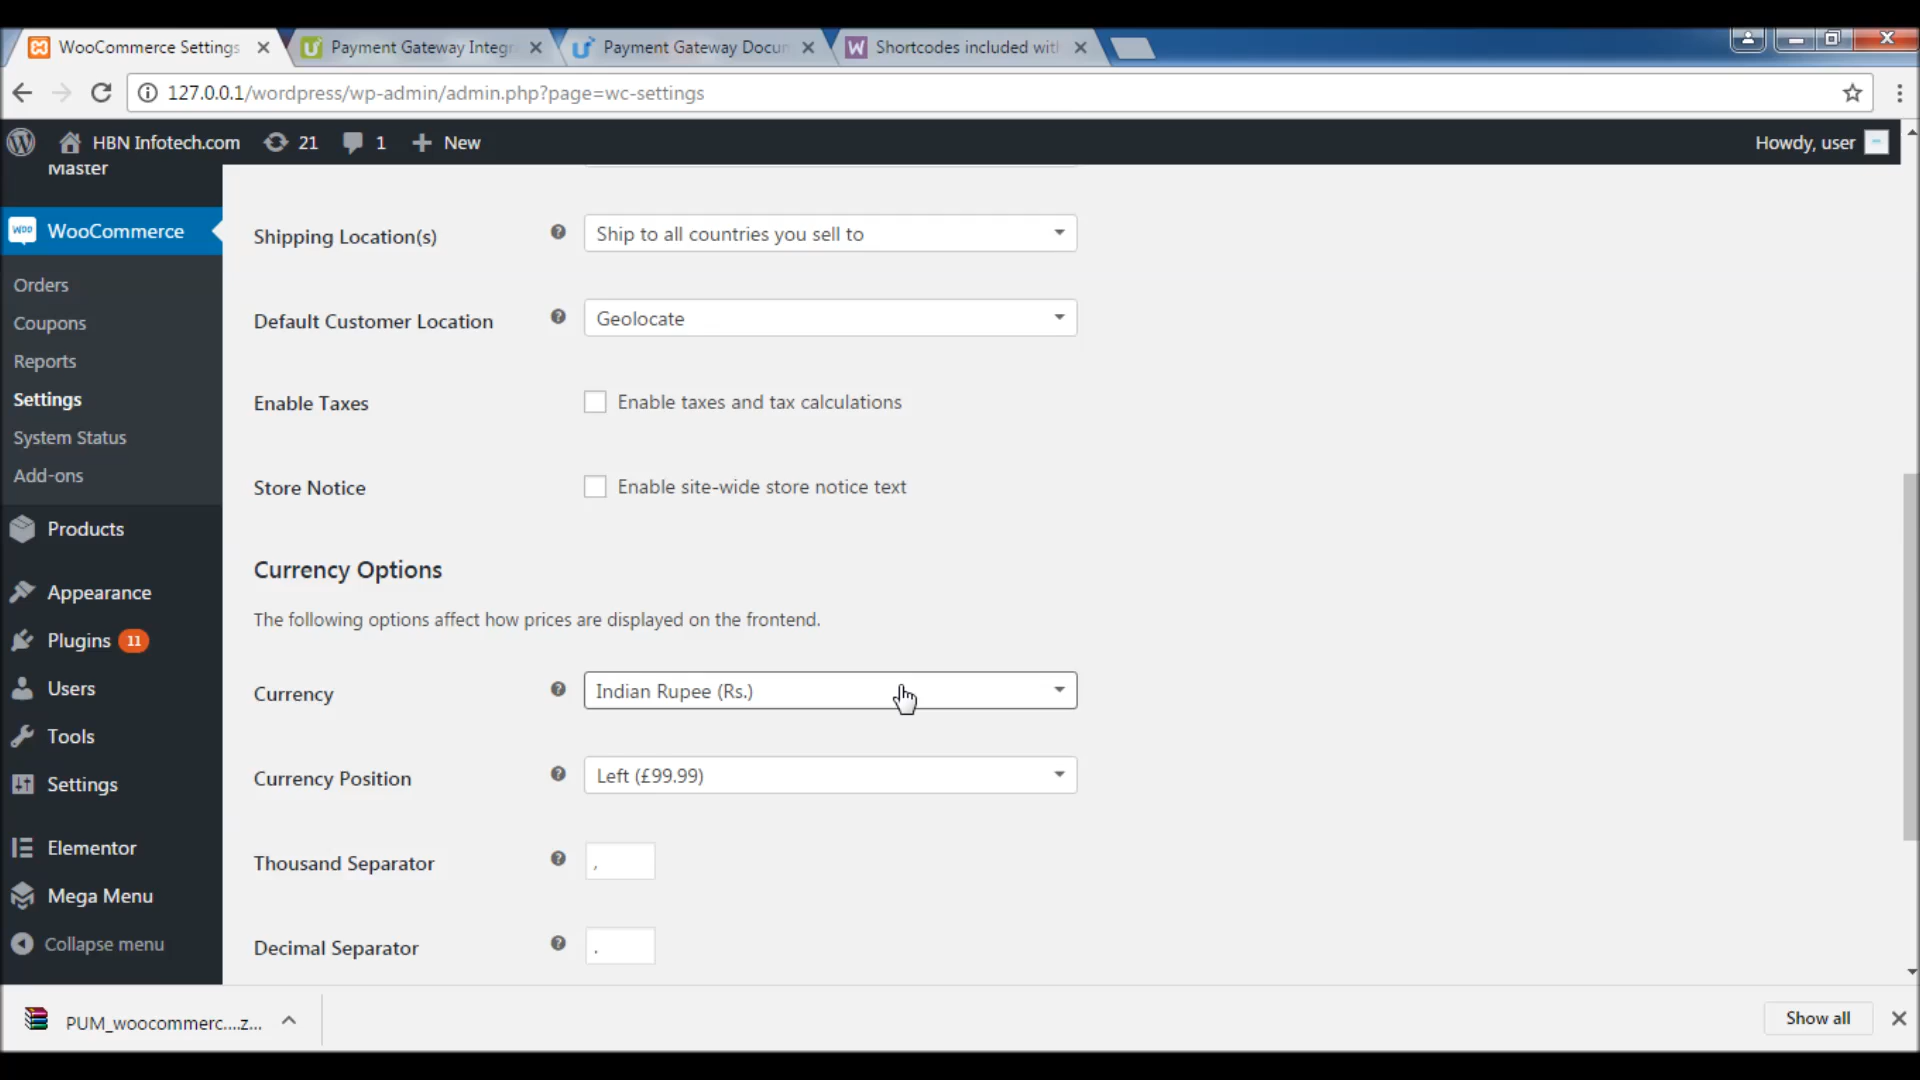 WooCommerce Settings
Payment Gateway Integr
Payment Gateway Docu
Shortcodes included with
127.0.0.1/wordpress/wp-admin/admin.php?page=wc-settings
HBN Infotech.com
21
1
New
Howdy, user
Master
WooCommerce
Orders
Coupons
Reports
Settings
System Status
Add-ons
Products
Appearance
Plugins 11
Users
Tools
Settings
Elementor
Mega Menu
Collapse menu
Shipping Location(s)
Ship to all countries you sell to
Default Customer Location
Geolocate
Enable Taxes
Enable taxes and tax calculations
Store Notice
Enable site-wide store notice text
Currency Options
The following options affect how prices are displayed on the frontend.
Currency
Indian Rupee (Rs.)
Currency Position
Left (£99.99)
Thousand Separator
,
Decimal Separator
.
PUM_woocommerc....z...
Show all